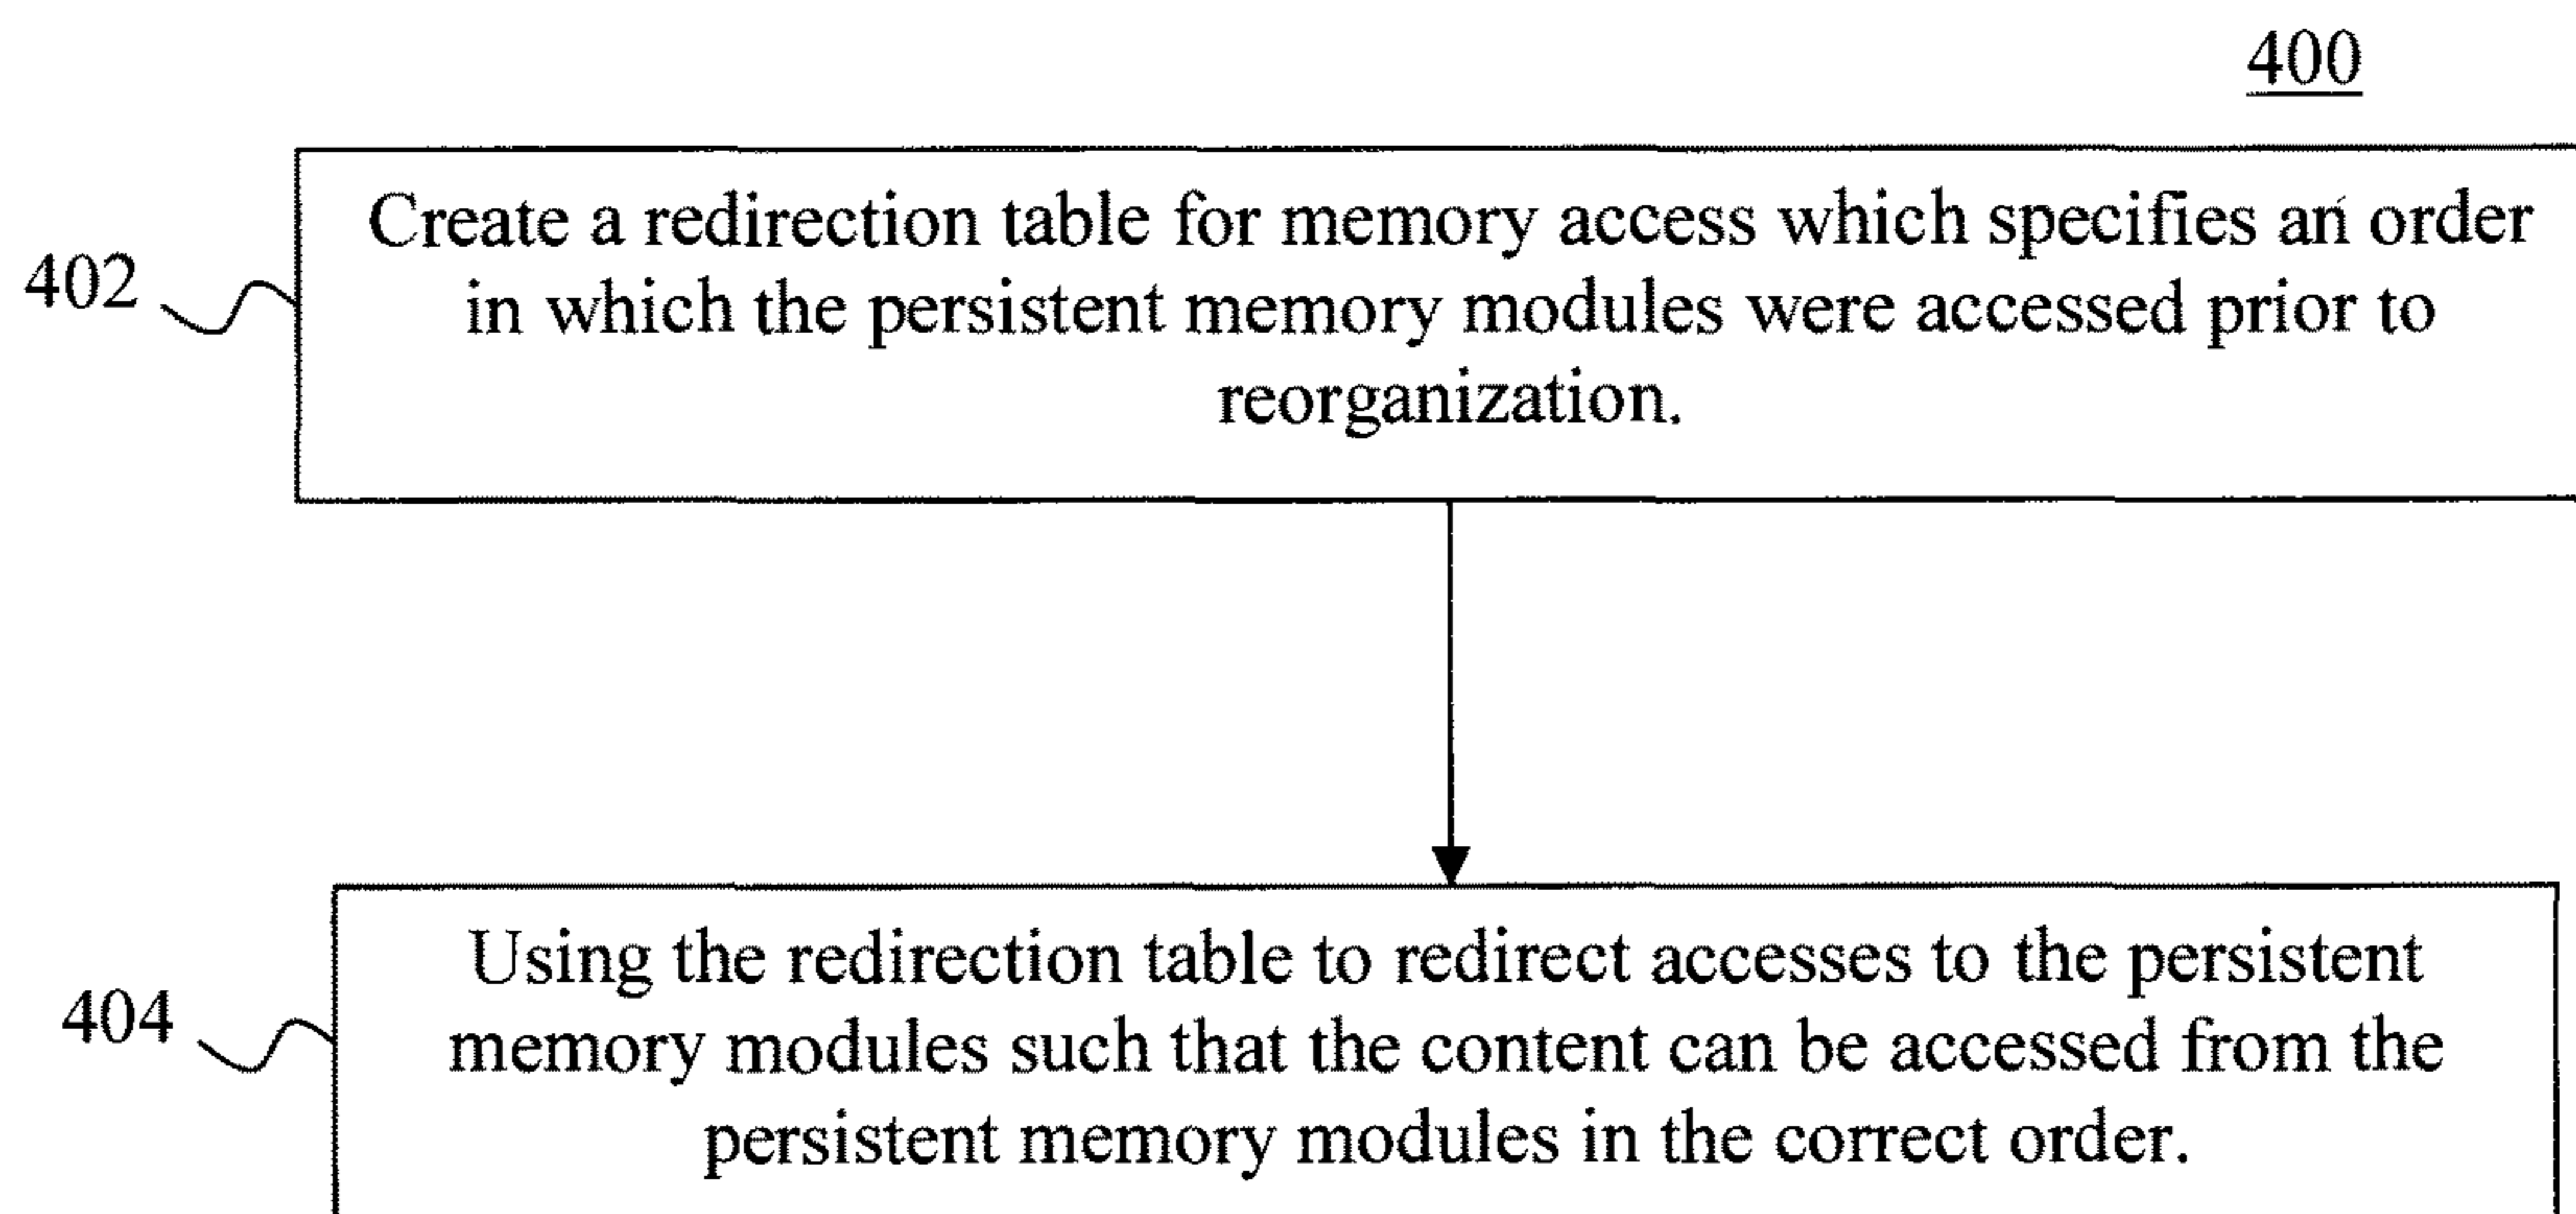 400
402
Create a redirection table for memory access which specifies an order
in which the persistent memory modules were accessed prior to
reorganization.
404
Using the redirection table to redirect accesses to the persistent
memory modules such that the content can be accessed from the
persistent memory modules in the correct order.